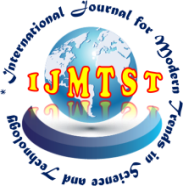 * International Journal for Modern Trends in Science and Technology
IJMTST